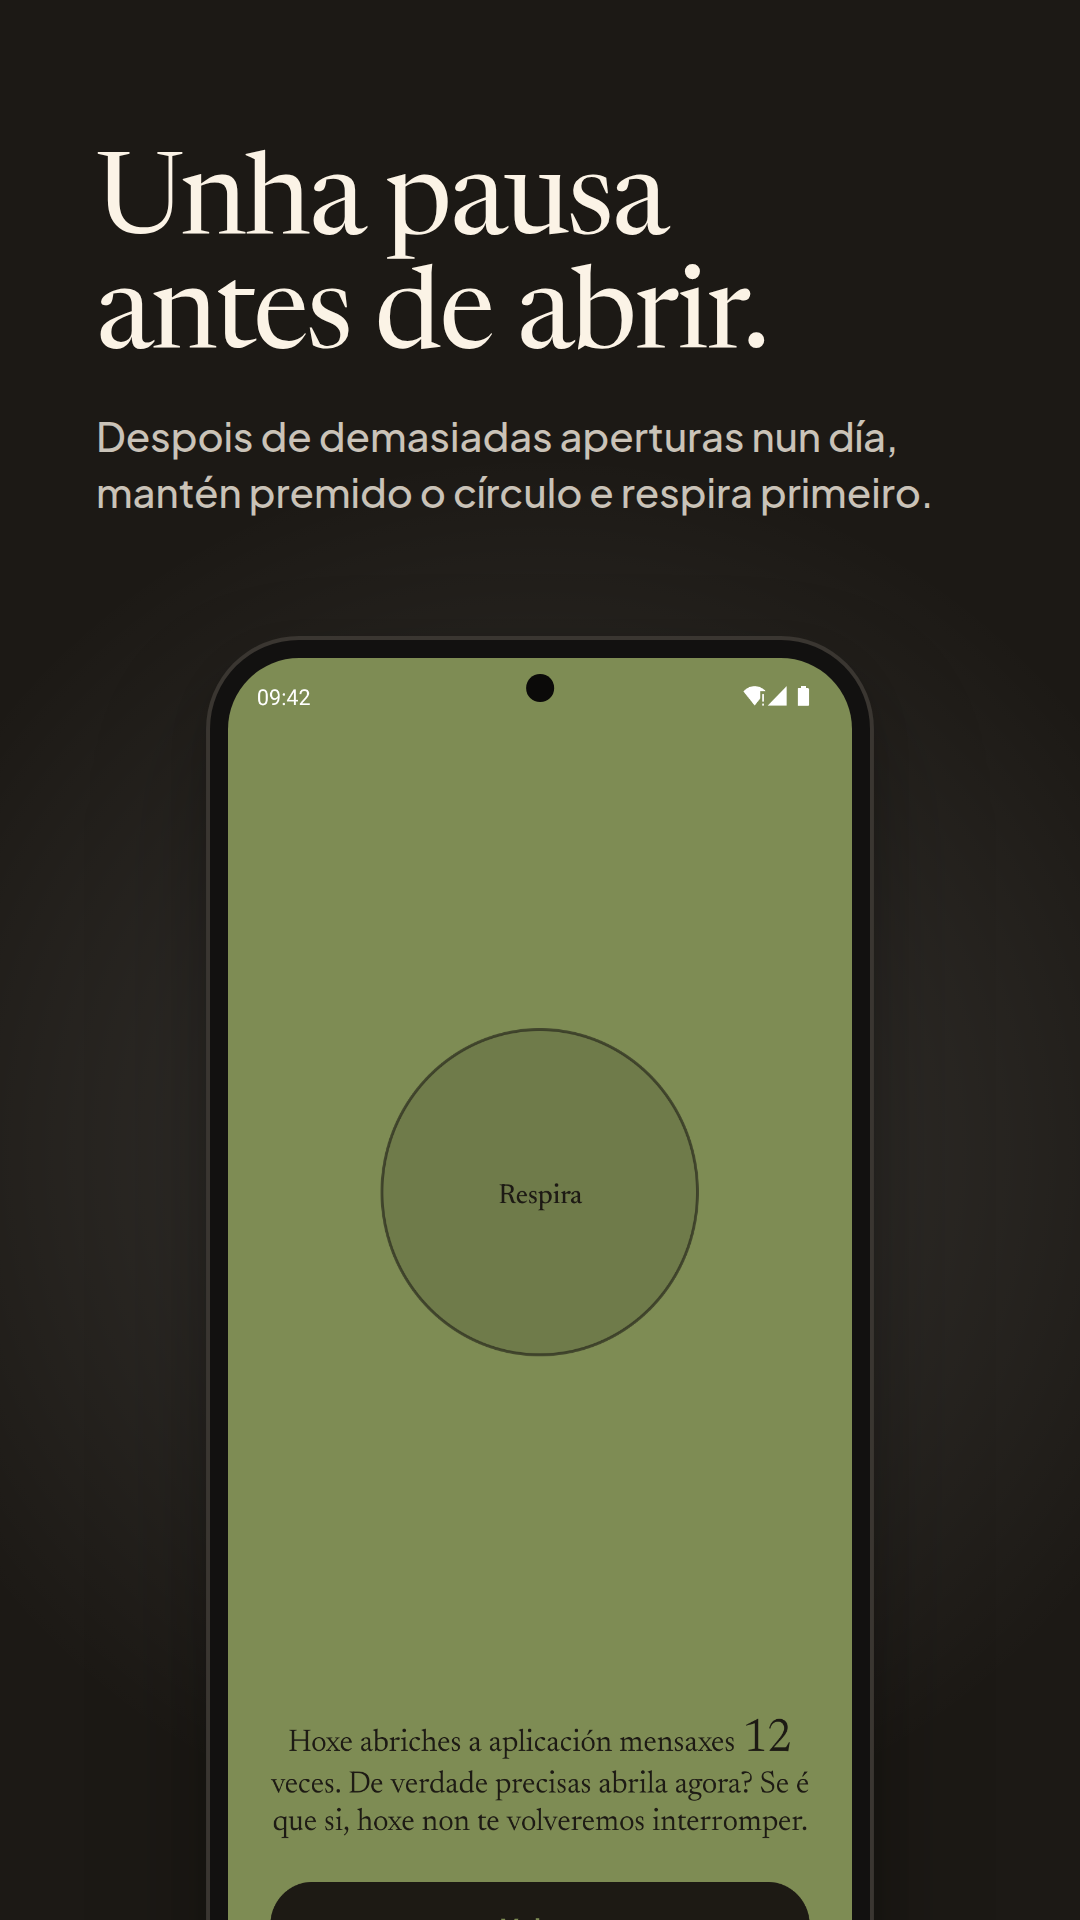 Unha pausa
antes de abrir.
Despois de demasiadas aperturas nun día,
mantén premido o círculo e respira primeiro.
09:42
Respira
Hoxe abriches a aplicación mensaxes 12
veces. De verdade precisas abrila agora? Se é
que si, hoxe non te volveremos interromper.